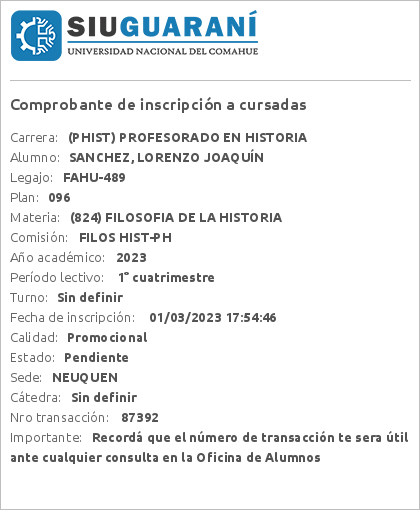 SIUGUARANÍ
UNIVERSIDAD NACIONAL DEL COMAHUE
Comprobante de inscripción a cursadas
Carrera: (PHIST) PROFESORADO EN HISTORIA
Alumno: SANCHEZ, LORENZO JOAQUÍN
Legajo: FAHU-489
Plan: 096
Materia: (824) FILOSOFIA DE LA HISTORIA
Comisión: FILOS HIST-PH
Año académico: 2023
Período lectivo: 1° cuatrimestre
Turno: Sin definir
Fecha de inscripción: 01/03/2023 17:54:46
Calidad: Promocional
Estado: Pendiente
Sede: NEUQUEN
Cátedra: Sin definir
Nro transacción: 87392
Importante: Recordá que el número de transacción te sera útil
ante cualquier consulta en la Oficina de Alumnos